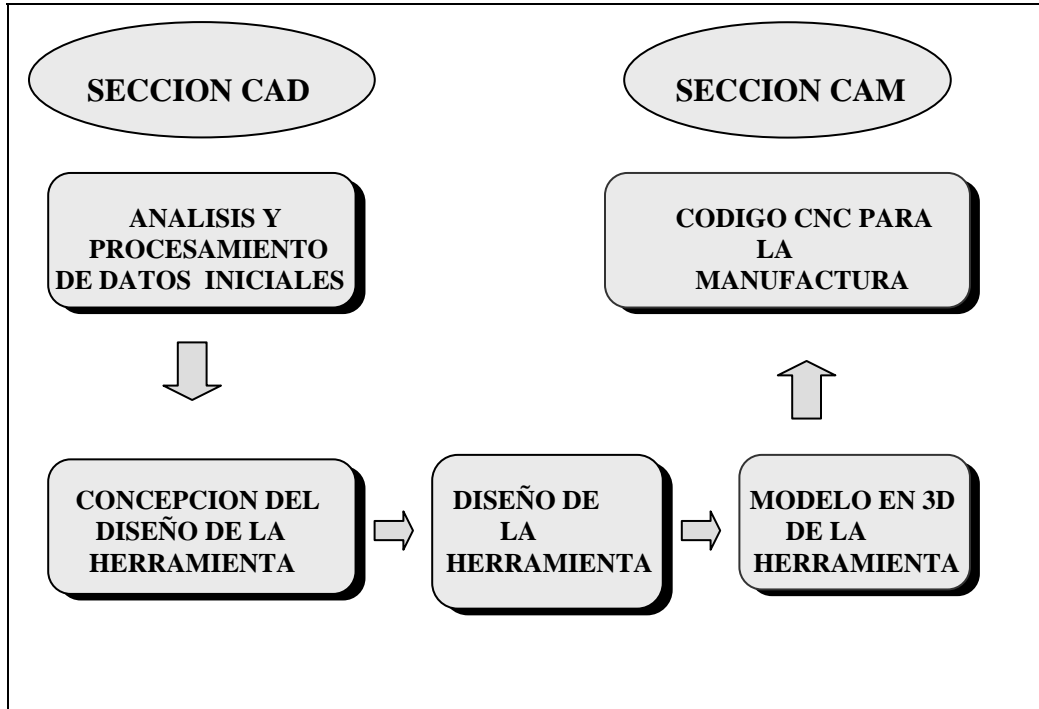 SECCION CAD
SECCION CAM
ANALISIS Y
PROCESAMIENTO
DE DATOS INICIALES
CODIGO CNC PARA
LA
MANUFACTURA
CONCEPCION DEL
DISEÑO DE LA
HERRAMIENTA
DISEÑO DE
LA
HERRAMIENTA
MODELO EN 3D
DE LA
HERRAMIENTA